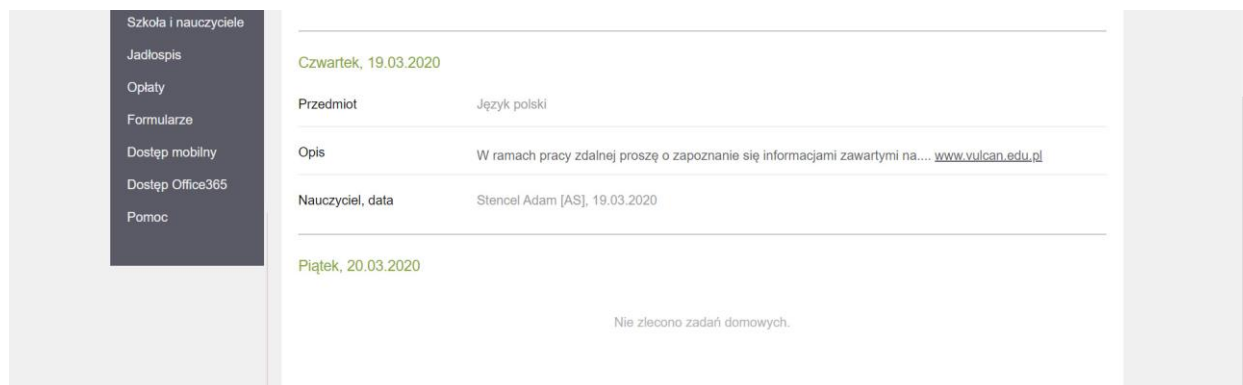 Szkoła i nauczyciele
Jadłospis
Opłaty
Formularze
Dostęp mobilny
Dostęp Office365
Pomoc
Czwartek, 19.03.2020
Przedmiot Język polski
Opis W ramach pracy zdalnej proszę o zapoznanie się informacjami zawartymi na.... www.vulcan.edu.pl
Nauczyciel, data Stencel Adam [AS], 19.03.2020
Piątek, 20.03.2020
Nie zlecono zadań domowych.